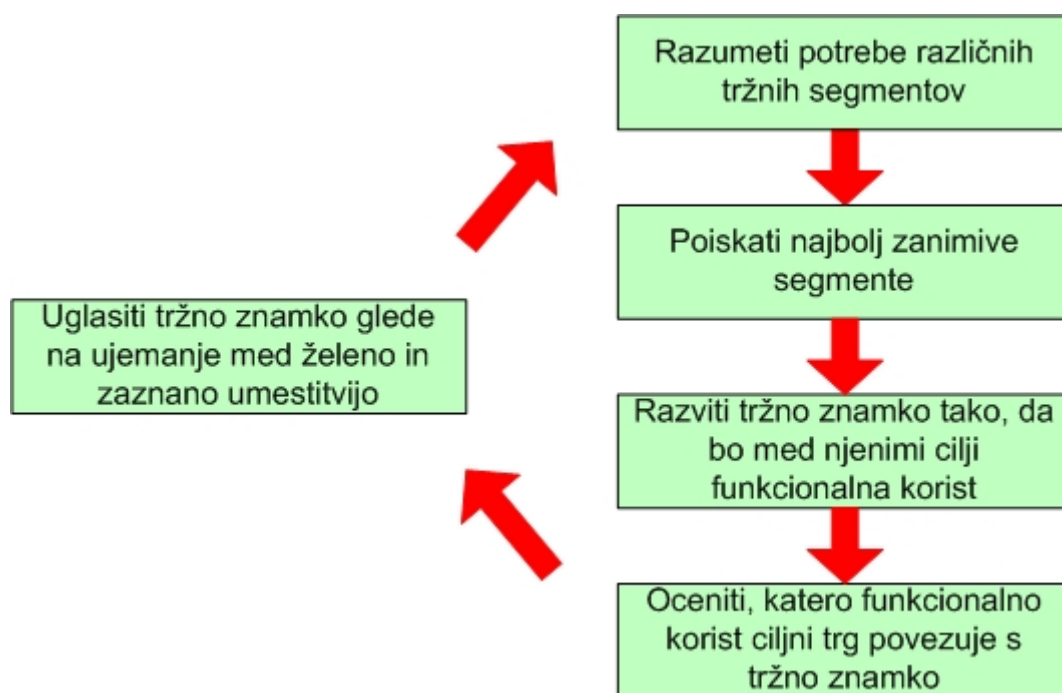 Razumeti potrebe različnih
tržnih segmentov
Poiskati najbolj zanimive
segmente
Razviti tržno znamko tako, da
bo med njenimi cilji
funkcionalna korist
Oceniti, katero funkcionalno
korist ciljni trg povezuje s
tržno znamko
Uglasiti tržno znamko glede
na ujemanje med želeno in
zaznano umestitvijo